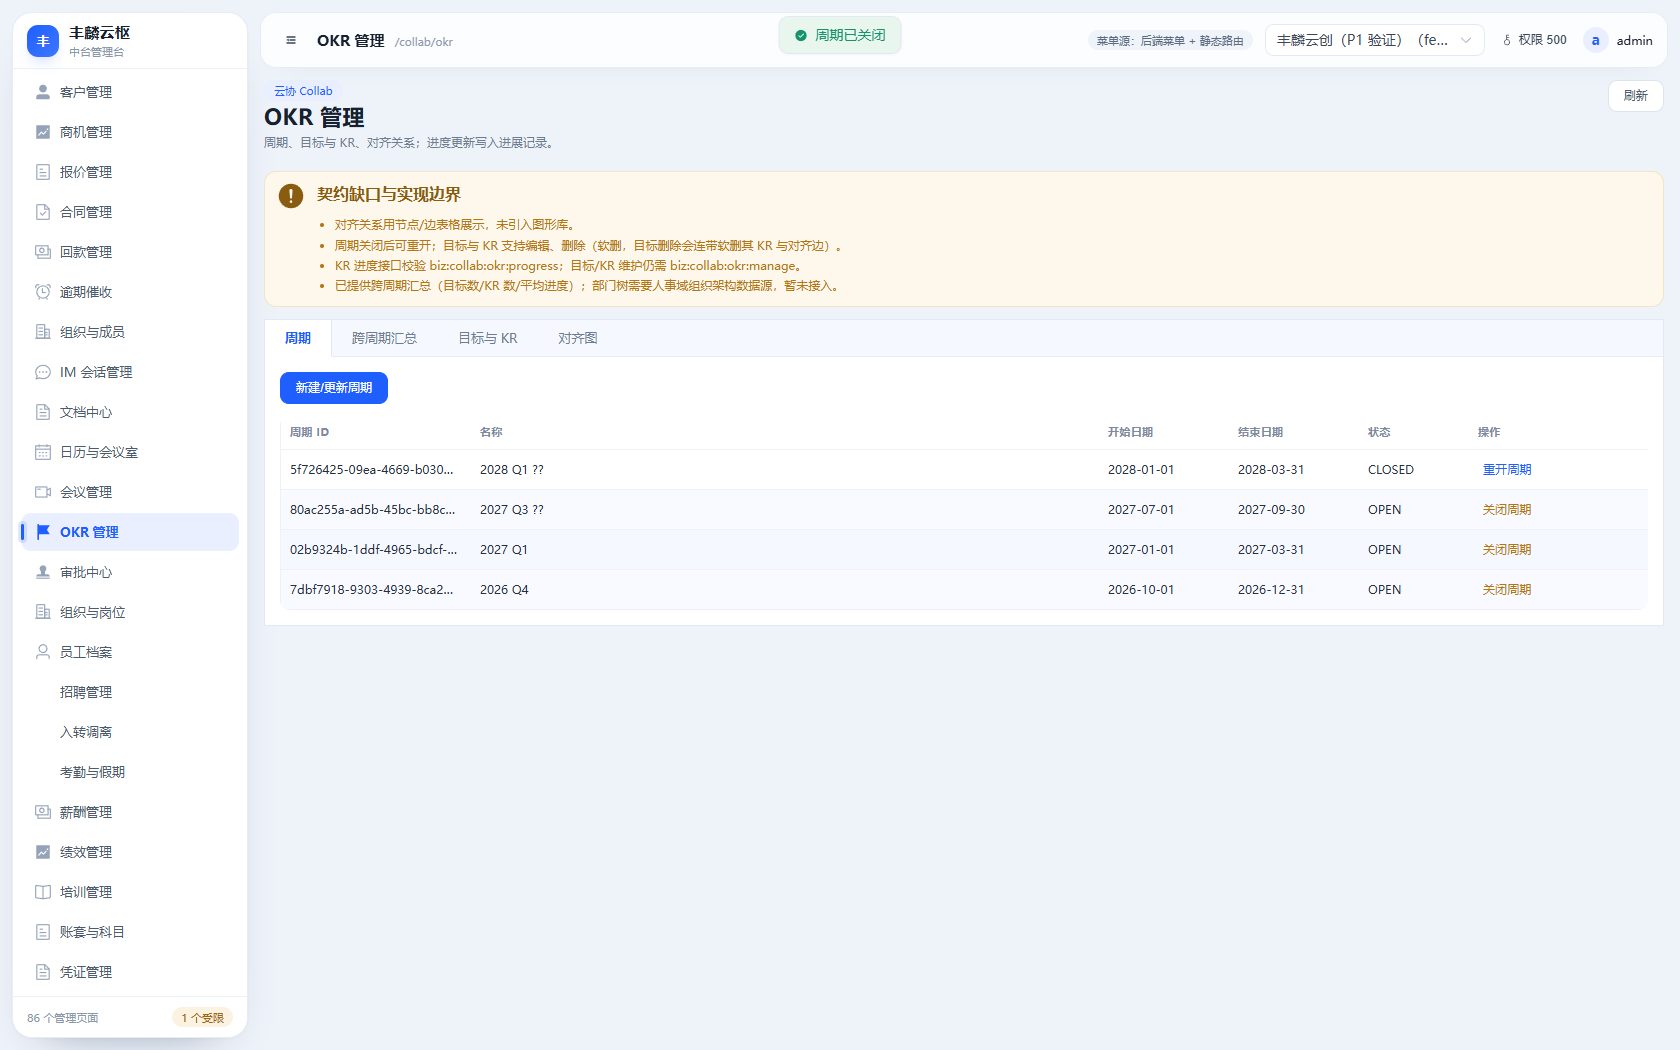 丰
丰麟云枢
中台管理台
客户管理
商机管理
报价管理
合同管理
回款管理
逾期催收
组织与成员
IM 会话管理
文档中心
日历与会议室
会议管理
OKR 管理
审批中心
组织与岗位
员工档案
招聘管理
入转调离
考勤与假期
薪酬管理
绩效管理
培训管理
账套与科目
凭证管理
86 个管理页面
1 个受限
OKR 管理 /collab/okr
周期已关闭
菜单源：后端菜单 + 静态路由
丰麟云创（P1 验证）（fe...
权限 500
a
admin
云协 Collab
OKR 管理
周期、目标与 KR、对齐关系；进度更新写入进展记录。
刷新
契约缺口与实现边界
对齐关系用节点/边表格展示，未引入图形库。
周期关闭后可重开；目标与 KR 支持编辑、删除（软删，目标删除会连带软删其 KR 与对齐边）。
KR 进度接口校验 biz:collab:okr:progress；目标/KR 维护仍需 biz:collab:okr:manage。
已提供跨周期汇总（目标数/KR 数/平均进度）；部门树需要人事域组织架构数据源，暂未接入。
周期 跨周期汇总 目标与 KR 对齐图
新建/更新周期
周期 ID 名称 开始日期 结束日期 状态 操作
5f726425-09ea-4669-b030... 2028 Q1 ?? 2028-01-01 2028-03-31 CLOSED 重开周期
80ac255a-ad5b-45bc-bb8c... 2027 Q3 ?? 2027-07-01 2027-09-30 OPEN 关闭周期
02b9324b-1ddf-4965-bdcf-... 2027 Q1 2027-01-01 2027-03-31 OPEN 关闭周期
7dbf7918-9303-4939-8ca2... 2026 Q4 2026-10-01 2026-12-31 OPEN 关闭周期